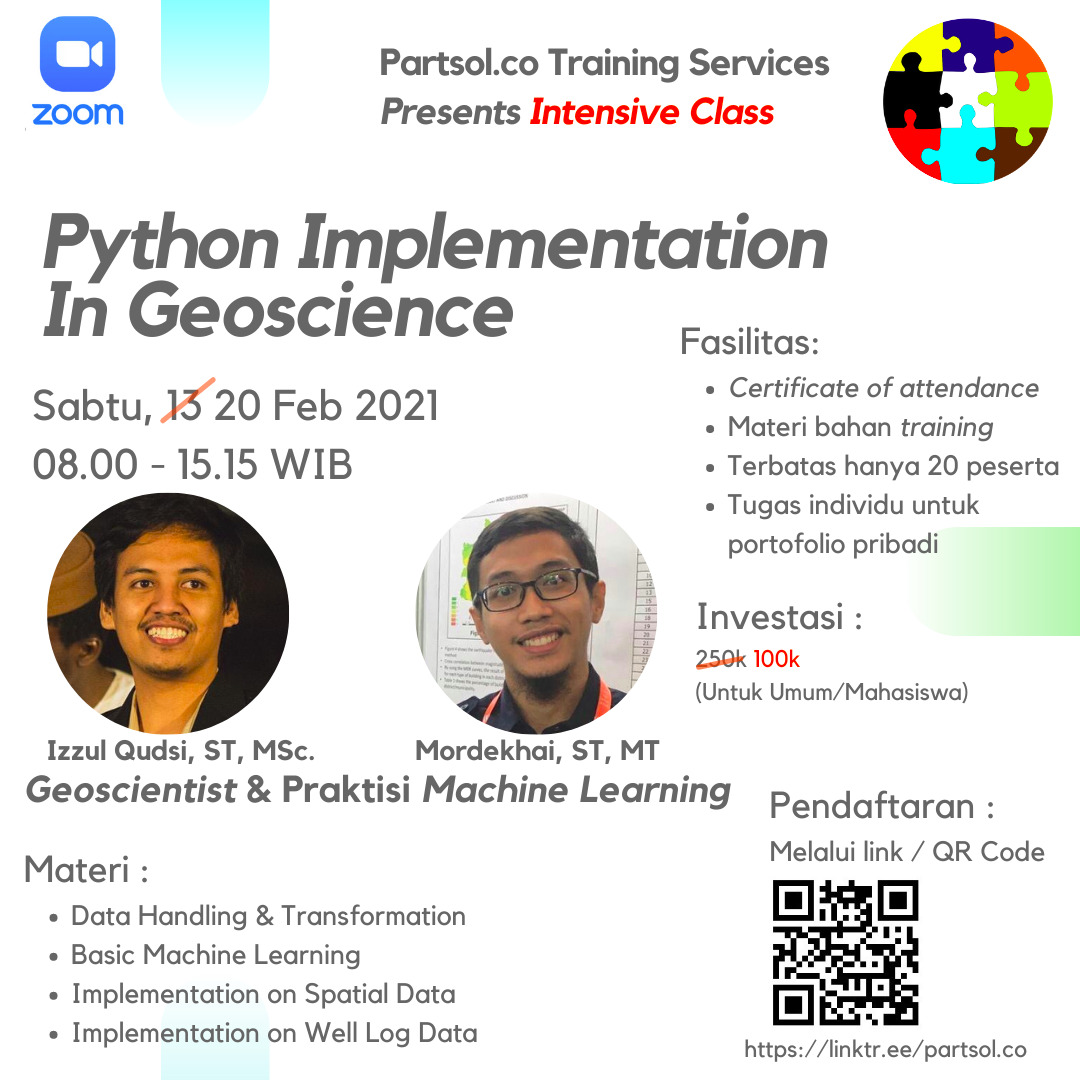 zoom
Partsol.co Training Services
Presents Intensive Class
Python Implementation
In Geoscience
Sabtu, 13 20 Feb 2021
08.00 - 15.15 WIB
Fasilitas:
• Certificate of attendance
• Materi bahan training
• Terbatas hanya 20 peserta
• Tugas individu untuk
portofolio pribadi
Investasi :
250k 100k
(Untuk Umum/Mahasiswa)
Izzul Qudsi, ST, MSc.
Mordekhai, ST, MT
Geoscientist & Praktisi Machine Learning
Materi :
• Data Handling & Transformation
• Basic Machine Learning
• Implementation on Spatial Data
• Implementation on Well Log Data
Pendaftaran :
Melalui link / QR Code
https://linktr.ee/partsol.co